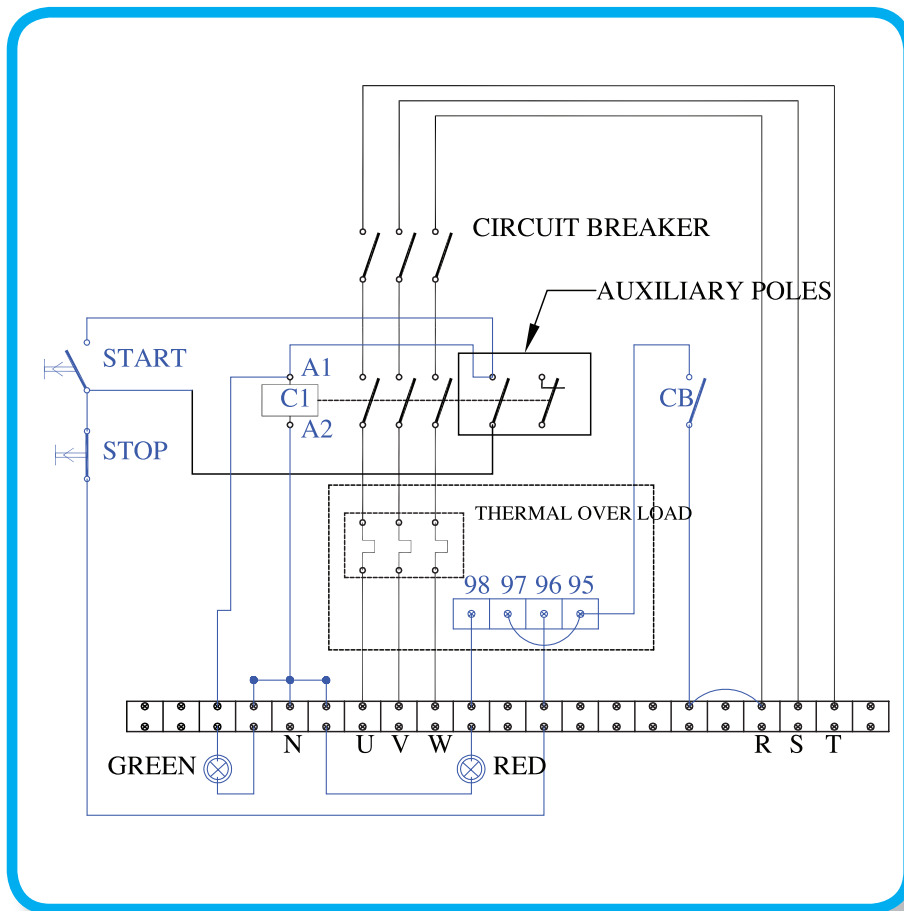 CIRCUIT BREAKER
AUXILIARY POLES
START
A1
C1
CB
A2
STOP
THERMAL OVER LOAD
98 97 96 95
N U V W R S T
GREEN RED